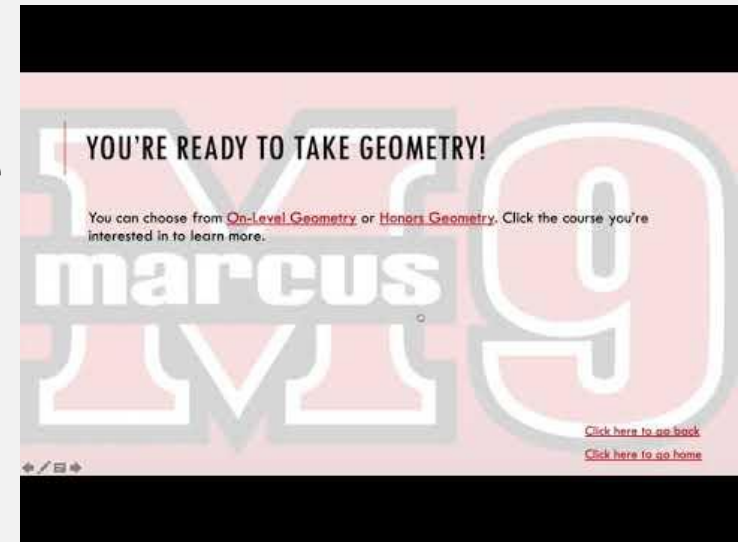 YOU'RE READY TO TAKE GEOMETRY!
You can choose from On-Level Geometry or Honors Geometry. Click the course you're
interested in to learn more.
M9
marcus
Click here to go back
Click here to go home